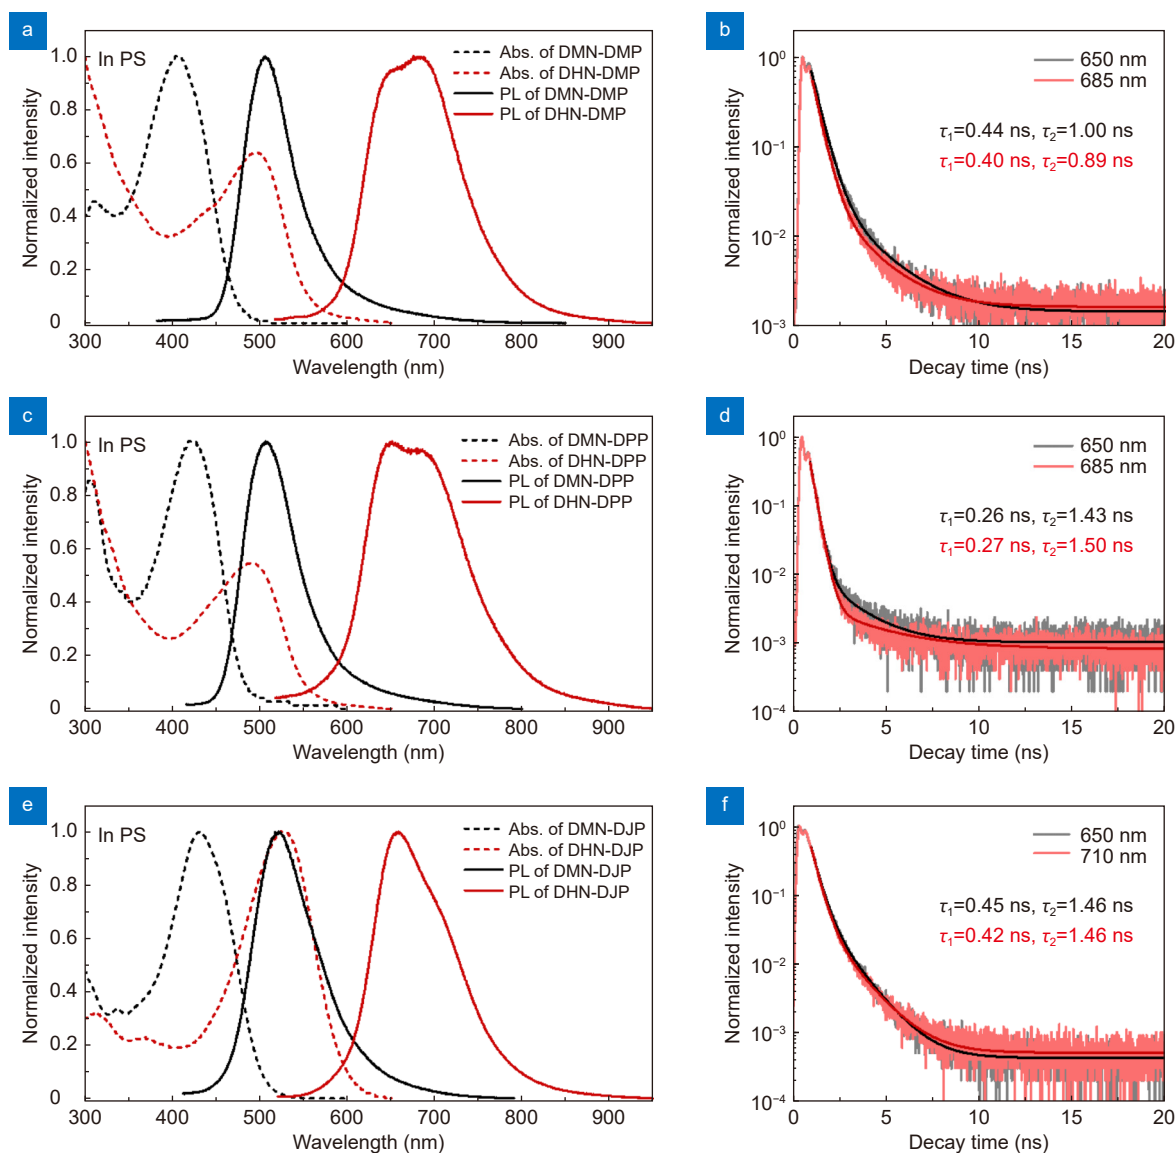 a
In PS
Abs. of DMN-DMP
Abs. of DHN-DMP
PL of DMN-DMP
PL of DHN-DMP
1.0
0.8
0.6
0.4
0.2
0
Normalized intensity
300 400 500 600 700 800 900
Wavelength (nm)
b
650 nm
685 nm
τ1=0.44 ns, τ2=1.00 ns
τ1=0.40 ns, τ2=0.89 ns
10⁰
10⁻¹
10⁻²
10⁻³
Normalized intensity
0 5 10 15 20
Decay time (ns)
c
In PS
Abs. of DMN-DPP
Abs. of DHN-DPP
PL of DMN-DPP
PL of DHN-DPP
1.0
0.8
0.6
0.4
0.2
0
Normalized intensity
300 400 500 600 700 800 900
Wavelength (nm)
d
650 nm
685 nm
τ1=0.26 ns, τ2=1.43 ns
τ1=0.27 ns, τ2=1.50 ns
10⁰
10⁻¹
10⁻²
10⁻³
10⁻⁴
Normalized intensity
0 5 10 15 20
Decay time (ns)
e
In PS
Abs. of DMN-DJP
Abs. of DHN-DJP
PL of DMN-DJP
PL of DHN-DJP
1.0
0.8
0.6
0.4
0.2
0
Normalized intensity
300 400 500 600 700 800 900
Wavelength (nm)
f
650 nm
710 nm
τ1=0.45 ns, τ2=1.46 ns
τ1=0.42 ns, τ2=1.46 ns
10⁰
10⁻¹
10⁻²
10⁻³
10⁻⁴
Normalized intensity
0 5 10 15 20
Decay time (ns)